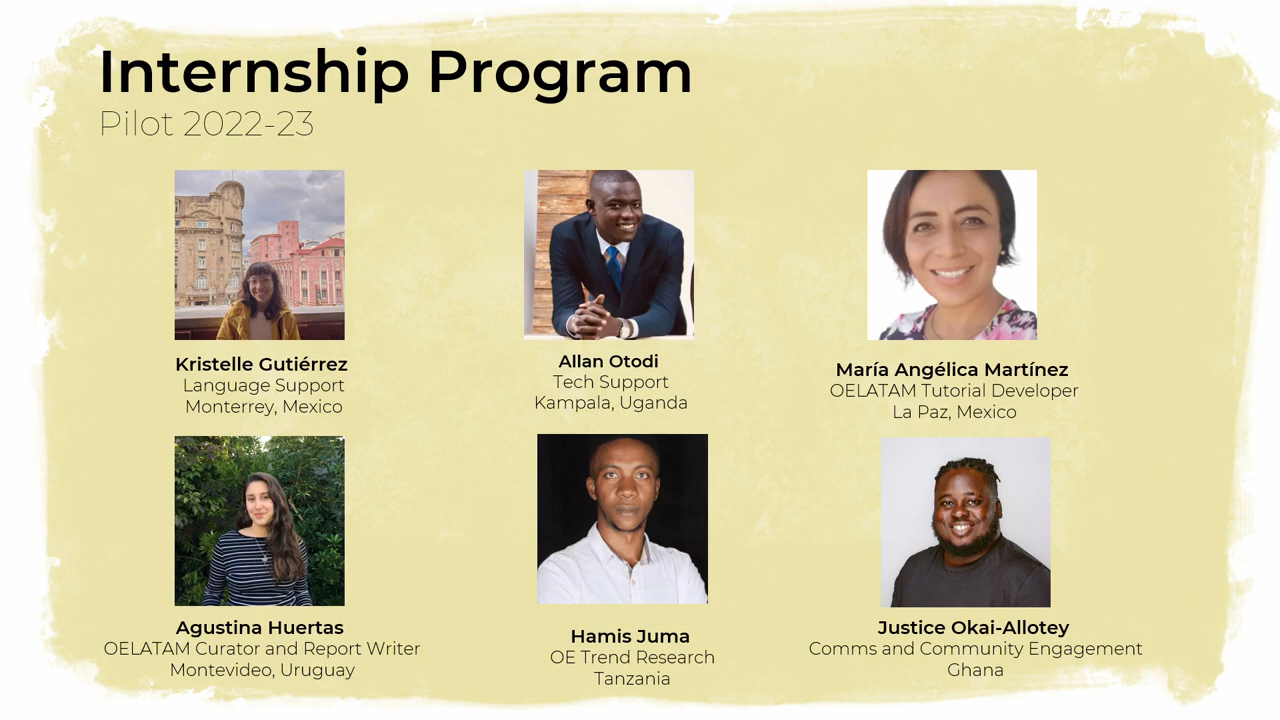 Internship Program
Pilot 2022-23
Kristelle Gutiérrez
Language Support
Monterrey, Mexico
Allan Otodi
Tech Support
Kampala, Uganda
María Angélica Martínez
OELATAM Tutorial Developer
La Paz, Mexico
Agustina Huertas
OELATAM Curator and Report Writer
Montevideo, Uruguay
Hamis Juma
OE Trend Research
Tanzania
Justice Okai-Allotey
Comms and Community Engagement
Ghana